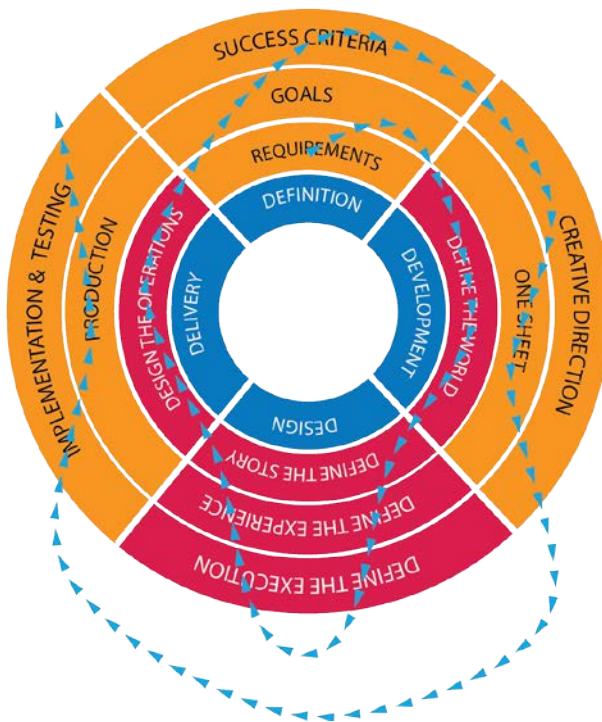 SUCCESS CRITERIA
GOALS
REQUIREMENTS
DEFINITION
CREATIVE DIRECTION
ONE SHEET
DEFINE THE WORLD
DEVELOPMENT
DESIGN
DEFINE THE STORY
DEFINE THE EXPERIENCE
DEFINE THE EXECUTION
IMPLEMENTATION & TESTING
PRODUCTION
DESIGN THE OPERATIONS
DELIVERY